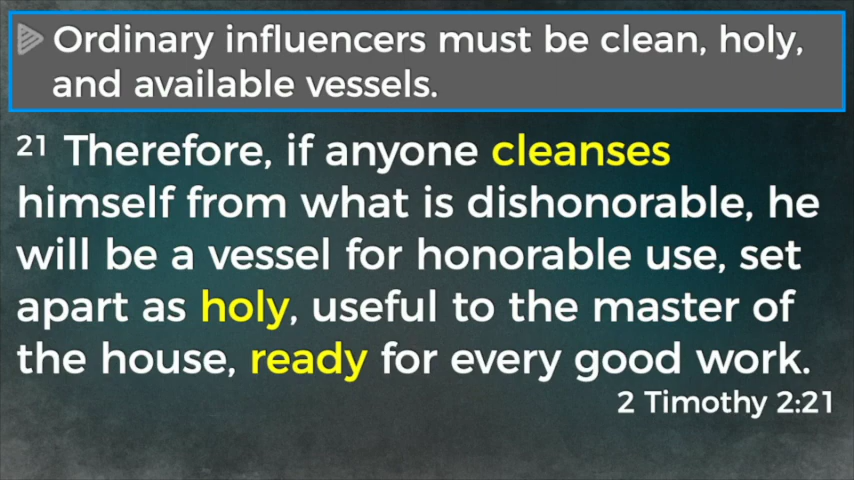 Ordinary influencers must be clean, holy,
and available vessels.
21 Therefore, if anyone cleanses
himself from what is dishonorable, he
will be a vessel for honorable use, set
apart as holy, useful to the master of
the house, ready for every good work.
2 Timothy 2:21